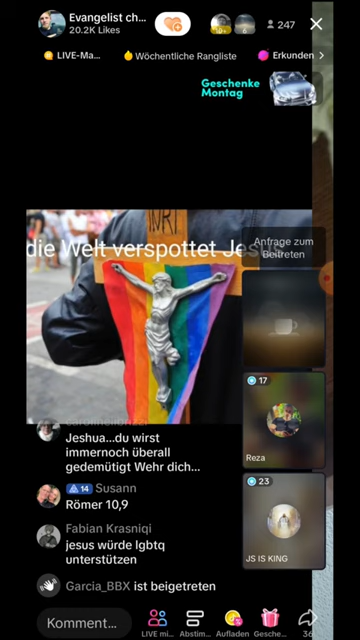 Evangelist ch...
20.2K Likes
247
LIVE-Ma...
Wöchentliche Rangliste
Erkunden
Geschenke
Montag
die Welt verspottet Je
Anfrage zum
Beitreten
17
Reza
23
JS IS KING
Jeshua...du wirst
immernoch überall
gedemütigt Wehr dich...
14 Susann
Römer 10,9
Fabian Krasniqi
jesus würde lgbtq
unterstützen
Garcia_BBX ist beigetreten
Komment...
LIVE mi...
Abstim...
Aufladen
Gesche...
36